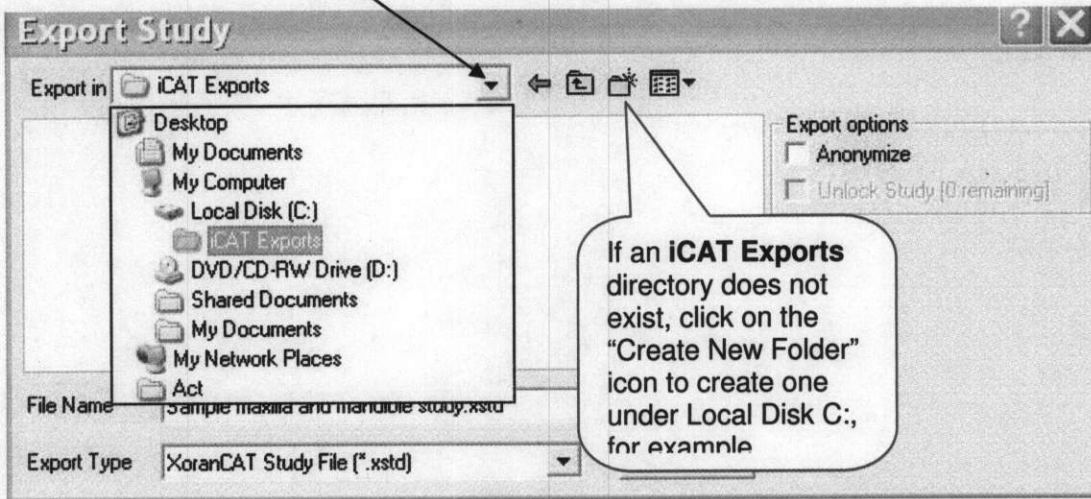 Export Study
Export in iCAT Exports
Desktop
My Documents
My Computer
Local Disk (C:)
iCAT Exports
DVD/CD-RW Drive (D:)
Shared Documents
My Documents
My Network Places
Act
Export options
Anonymize
Unlock Study [0 remaining]
If an iCAT Exports
directory does not
exist, click on the
“Create New Folder”
icon to create one
under Local Disk C:,
for example
File Name Sample maxilla and mandible study.xstd
Export Type XoranCAT Study File (*.xstd)